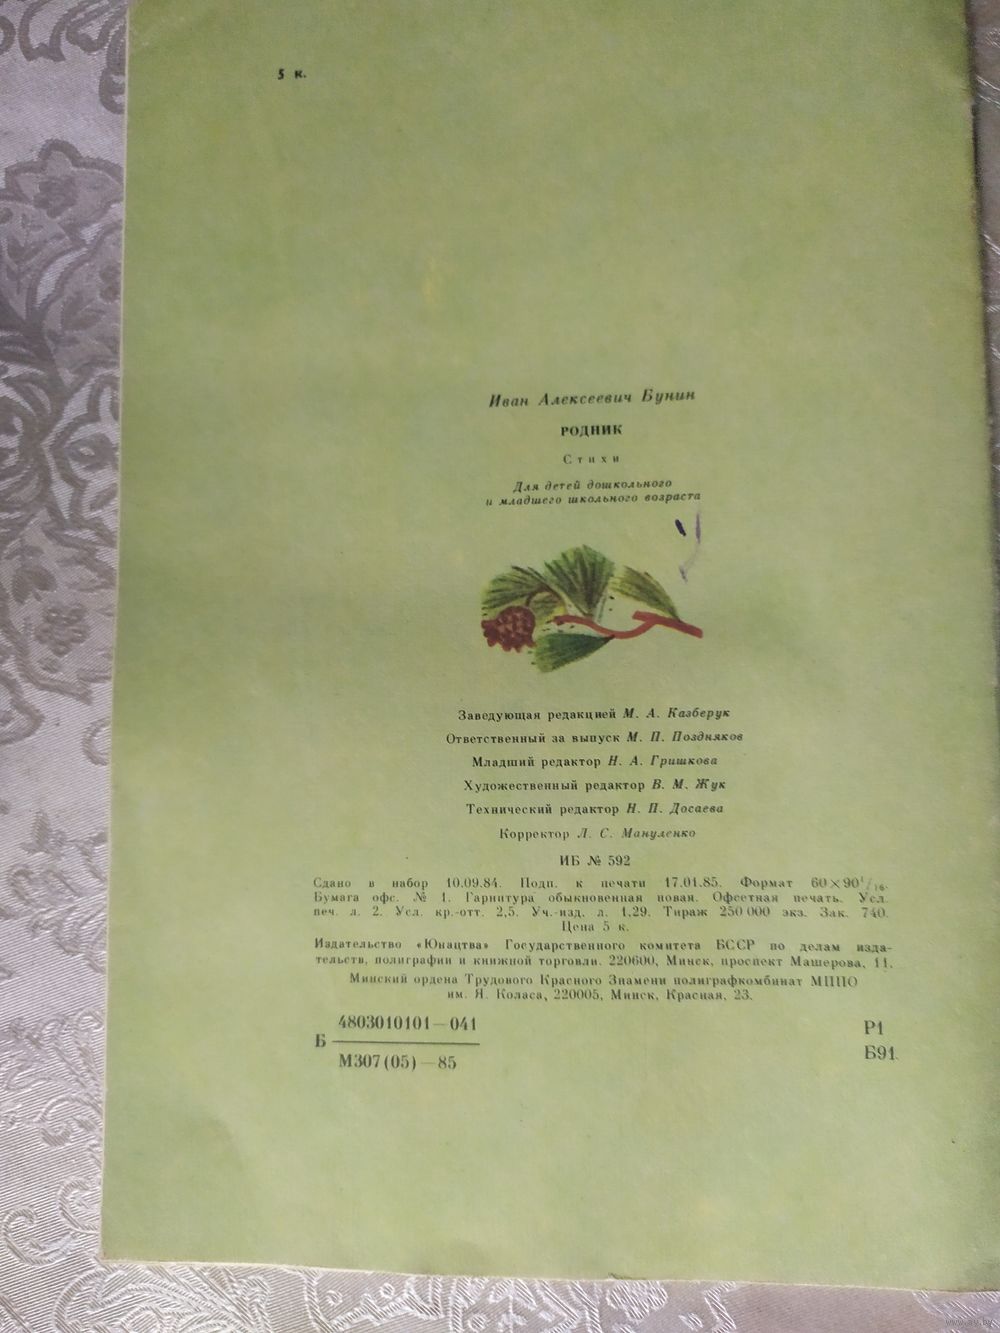 5 к.
Иван Алексеевич Бунин
РОДНИК
Стихи
Для детей дошкольного
и младшего школьного возраста
Заведующая редакцией М. А. Казберук
Ответственный за выпуск М. П. Поздняков
Младший редактор Н. А. Гришкова
Художественный редактор В. М. Жук
Технический редактор Н. П. Досаева
Корректор Л. С. Мануленко
ИБ № 592
Сдано в набор 10.09.84. Подп. к печати 17.01.85. Формат 60×90¹/₁₆.
Бумага офс. № 1. Гарнитура обыкновенная новая. Офсетная печать. Усл.
печ. л. 2. Усл. кр.-отт. 2,5. Уч.-изд. л. 1,29. Тираж 250 000 экз. Зак. 740.
Цена 5 к.
Издательство «Юнацтва» Государственного комитета БССР по делам изда-
тельств, полиграфии и книжной торговли. 220600, Минск, проспект Машерова, 11.
Минский ордена Трудового Красного Знамени полиграфкомбинат МППО
им. Я. Коласа, 220005, Минск, Красная, 23.
Б 4803010101—041
М307(05)—85
Р1
Б91
www.ay.by